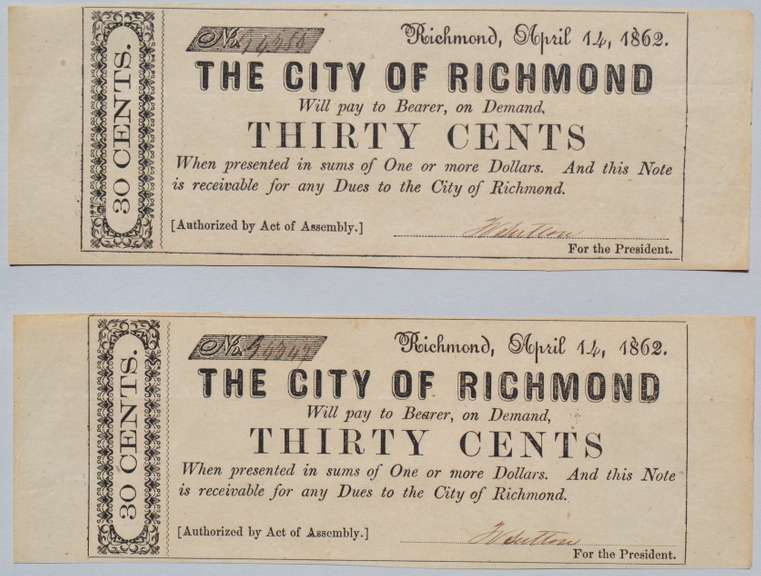 30 CENTS.
No.
Richmond, April 14, 1862.
THE CITY OF RICHMOND
Will pay to Bearer, on Demand,
THIRTY CENTS
When presented in sums of One or more Dollars. And this Note
is receivable for any Dues to the City of Richmond.
[Authorized by Act of Assembly.]
For the President.
30 CENTS.
No.
Richmond, April 14, 1862.
THE CITY OF RICHMOND
Will pay to Bearer, on Demand,
THIRTY CENTS
When presented in sums of One or more Dollars. And this Note
is receivable for any Dues to the City of Richmond.
[Authorized by Act of Assembly.]
For the President.